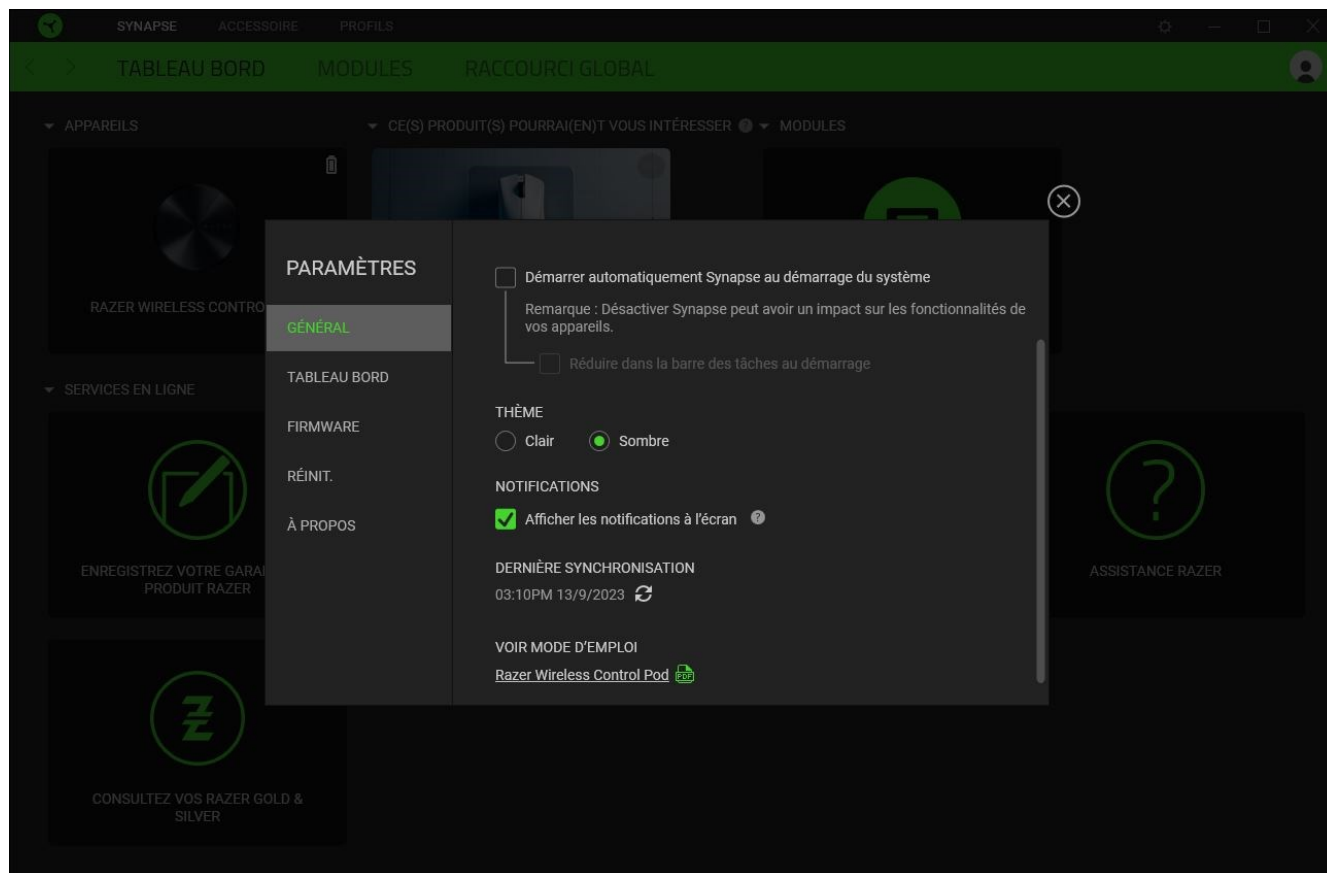 SYNAPSE ACCESSOIRE PROFILS
TABLEAU BORD MODULES RACCOURCI GLOBAL
APPAREILS
CE(S) PRODUIT(S) POURRAI(EN)T VOUS INTÉRESSER ?
MODULES
RAZER WIRELESS CONTRO
SERVICES EN LIGNE
ENREGISTREZ VOTRE GARA
PRODUIT RAZER
CONSULTEZ VOS RAZER GOLD &
SILVER
PARAMÈTRES
GÉNÉRAL
TABLEAU BORD
FIRMWARE
RÉINIT.
À PROPOS
Démarrer automatiquement Synapse au démarrage du système
Remarque : Désactiver Synapse peut avoir un impact sur les fonctionnalités de
vos appareils.
Réduire dans la barre des tâches au démarrage
THÈME
Clair Sombre
NOTIFICATIONS
Afficher les notifications à l'écran ?
DERNIÈRE SYNCHRONISATION
03:10PM 13/9/2023
VOIR MODE D'EMPLOI
Razer Wireless Control Pod PDF
?
ASSISTANCE RAZER